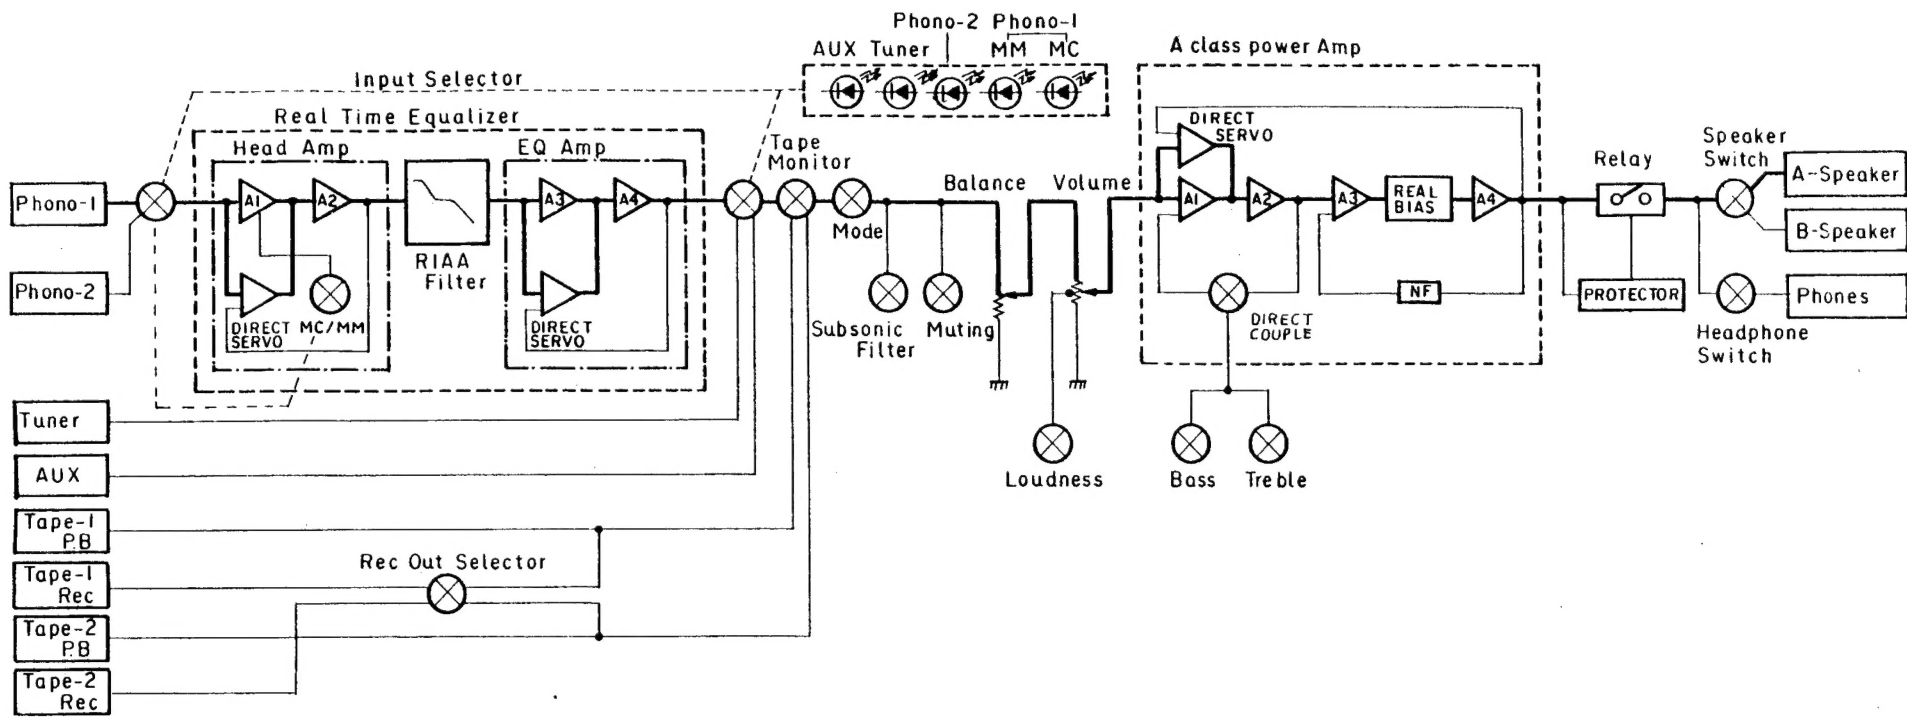 Phono-2 Phono-1
AUX Tuner
MM MC
A class power Amp
Input Selector
Real Time Equalizer
Head Amp
EQ Amp
Tape
Monitor
DIRECT
SERVO
Speaker
Switch
Relay
Phono-1
A1
A2
A3
A4
Mode
Balance
Volume
A1
A2
A3
REAL
BIAS
A4
A-Speaker
B-Speaker
RIAA
Filter
Phono-2
DIRECT
SERVO
MC/MM
DIRECT
SERVO
Subsonic
Filter
Muting
DIRECT
COUPLE
NF
PROTECTOR
Phones
Headphone
Switch
Tuner
AUX
Loudness
Bass
Treble
Tape-1
P.B
Rec Out Selector
Tape-1
Rec
Tape-2
P.B
Tape-2
Rec